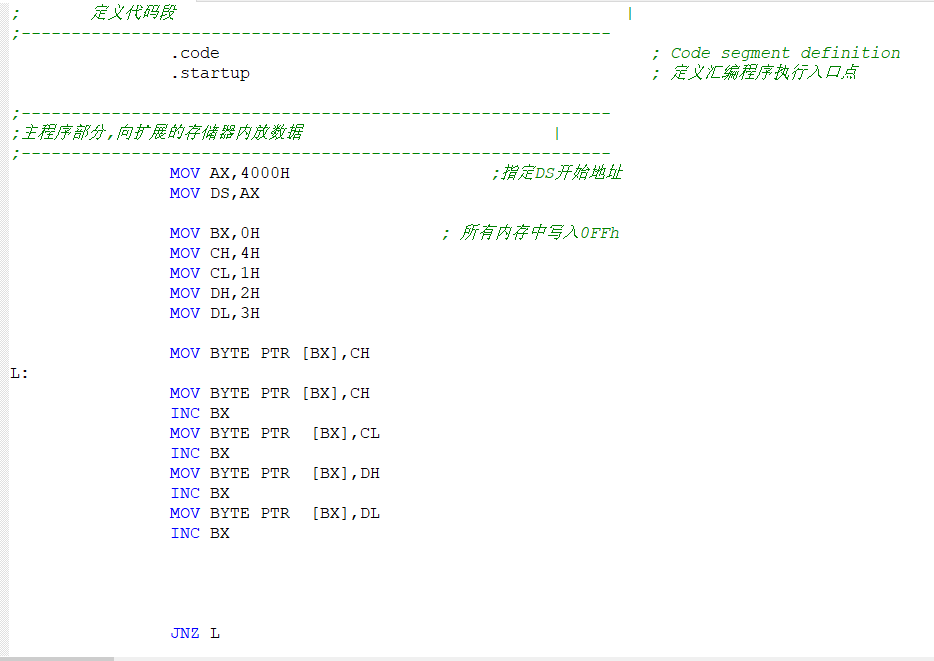 ; 定义代码段 |
;-----------------------------------------------------------
.code ; Code segment definition
.startup ; 定义汇编程序执行入口点
;-----------------------------------------------------------
;主程序部分,向扩展的存储器内放数据 |
;-----------------------------------------------------------
MOV AX,4000H ;指定DS开始地址
MOV DS,AX
MOV BX,0H ; 所有内存中写入0FFh
MOV CH,4H
MOV CL,1H
MOV DH,2H
MOV DL,3H
MOV BYTE PTR [BX],CH
L:
MOV BYTE PTR [BX],CH
INC BX
MOV BYTE PTR [BX],CL
INC BX
MOV BYTE PTR [BX],DH
INC BX
MOV BYTE PTR [BX],DL
INC BX
JNZ L